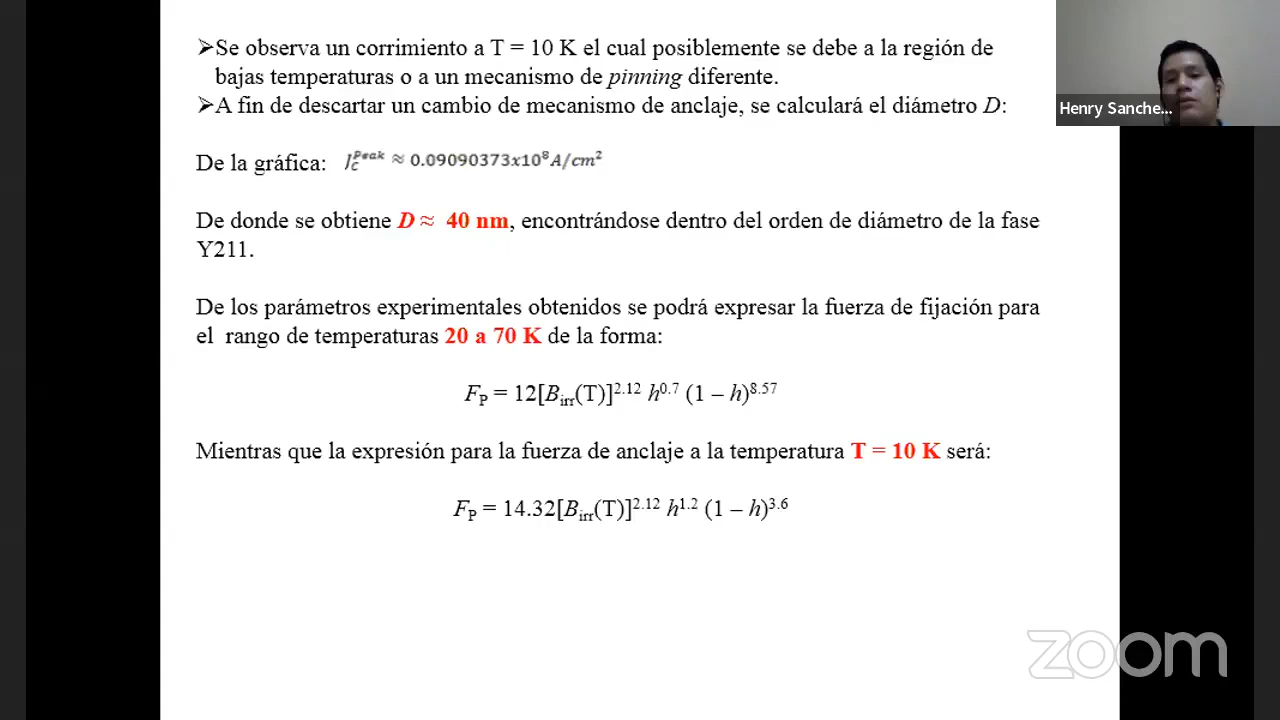 ➤Se observa un corrimiento a T = 10 K el cual posiblemente se debe a la región de
bajas temperaturas o a un mecanismo de pinning diferente.
➤A fin de descartar un cambio de mecanismo de anclaje, se calculará el diámetro D:
De la gráfica: J_C^Peak ≈ 0.09090373x10^8 A/cm^2
De donde se obtiene D ≈ 40 nm, encontrándose dentro del orden de diámetro de la fase
Y211.
De los parámetros experimentales obtenidos se podrá expresar la fuerza de fijación para
el rango de temperaturas 20 a 70 K de la forma:
F_P = 12[B_irr(T)]^2.12 h^0.7 (1 – h)^8.57
Mientras que la expresión para la fuerza de anclaje a la temperatura T = 10 K será:
F_P = 14.32[B_irr(T)]^2.12 h^1.2 (1 – h)^3.6
Henry Sanche...
zoom